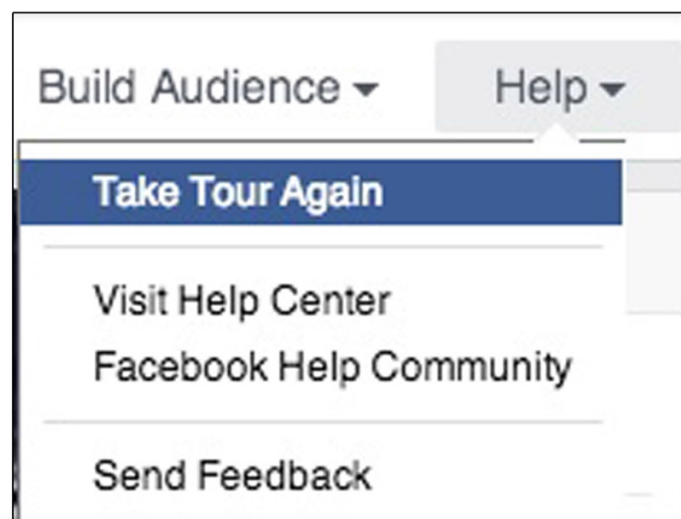 Build Audience Help
Take Tour Again
Visit Help Center
Facebook Help Community
Send Feedback